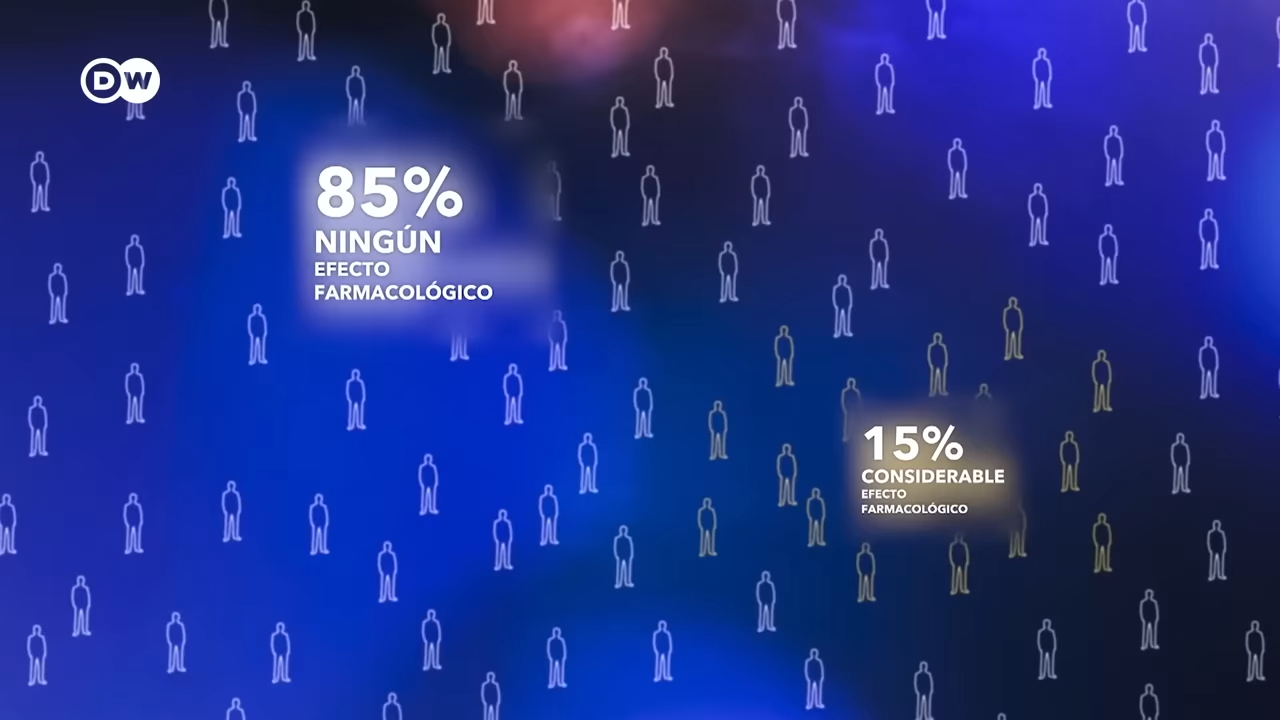 DW
85%
NINGÚN
EFECTO
FARMACOLÓGICO
15%
CONSIDERABLE
EFECTO
FARMACOLÓGICO